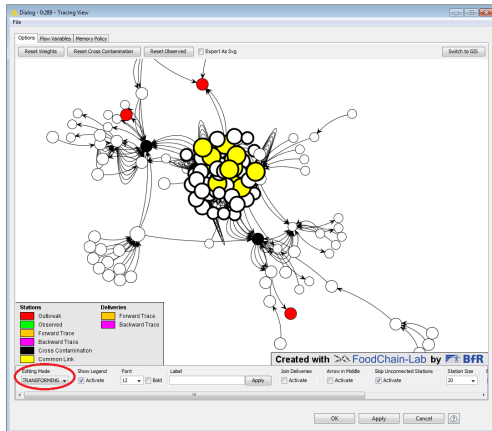 Dialog - 0:289 - Tracing View
File
Options Flow Variables Memory Policy
Reset Weights Reset Cross Contamination Reset Observed Export As Svg Switch to GIS
Stations Deliveries
Outbreak Forward Trace
Observed Backward Trace
Forward Trace
Backward Trace
Cross Contamination
Common Link
Created with FoodChain-Lab by BfR
Editing Mode Show Legend Font Label Join Deliveries Arrow in Middle Skip Unconnected Stations Station Size
TRANSFORMING Activate 12 Bold Apply Activate Activate Activate 20
OK Apply Cancel ?